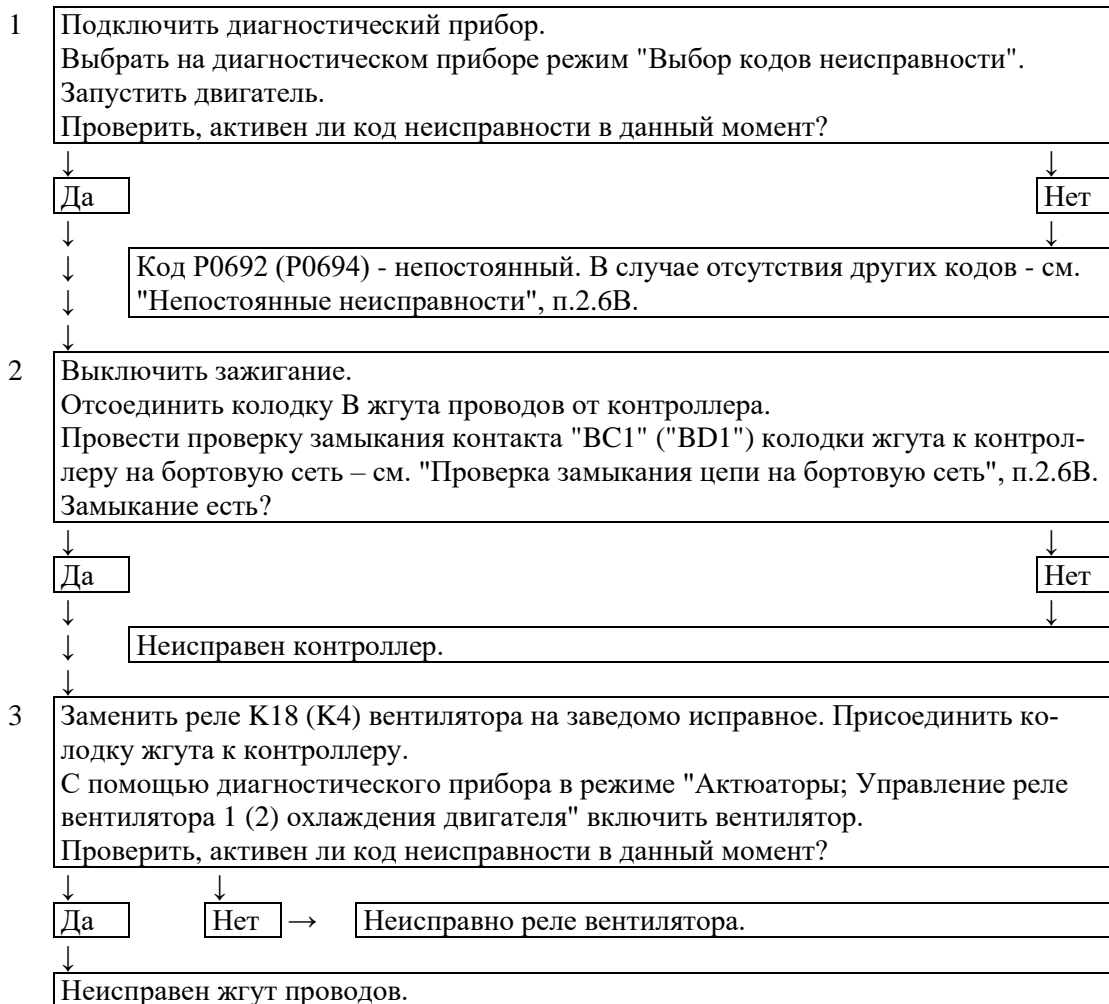 1 Подключить диагностический прибор.
Выбрать на диагностическом приборе режим "Выбор кодов неисправности".
Запустить двигатель.
Проверить, активен ли код неисправности в данный момент?
↓ ↓
Да Нет
↓ ↓
↓ Код P0692 (P0694) - непостоянный. В случае отсутствия других кодов - см.
↓ "Непостоянные неисправности", п.2.6В.
↓
2 Выключить зажигание.
Отсоединить колодку В жгута проводов от контроллера.
Провести проверку замыкания контакта "BC1" ("BD1") колодки жгута к контрол-
леру на бортовую сеть – см. "Проверка замыкания цепи на бортовую сеть", п.2.6В.
Замыкание есть?
↓ ↓
Да Нет
↓ ↓
↓ Неисправен контроллер.
↓
3 Заменить реле K18 (K4) вентилятора на заведомо исправное. Присоединить ко-
лодку жгута к контроллеру.
С помощью диагностического прибора в режиме "Актюаторы; Управление реле
вентилятора 1 (2) охлаждения двигателя" включить вентилятор.
Проверить, активен ли код неисправности в данный момент?
↓ ↓
Да Нет → Неисправно реле вентилятора.
↓
Неисправен жгут проводов.